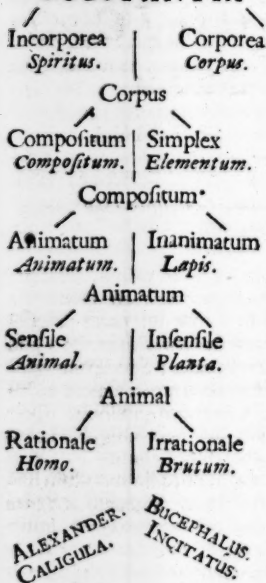 Incorporea Corporea
Spiritus. Corpus.
Corpus
Compoſitum Simplex
Compoſitum. Elementum.
Compoſitum.
Animatum Inanimatum
Animatum. Lapis.
Animatum
Senſile Inſenſile
Animal. Planta.
Animal
Rationale Irrationale
Homo. Brutum.
ALEXANDER. BUCEPHALUS.
CALIGULA. INCITATUS.